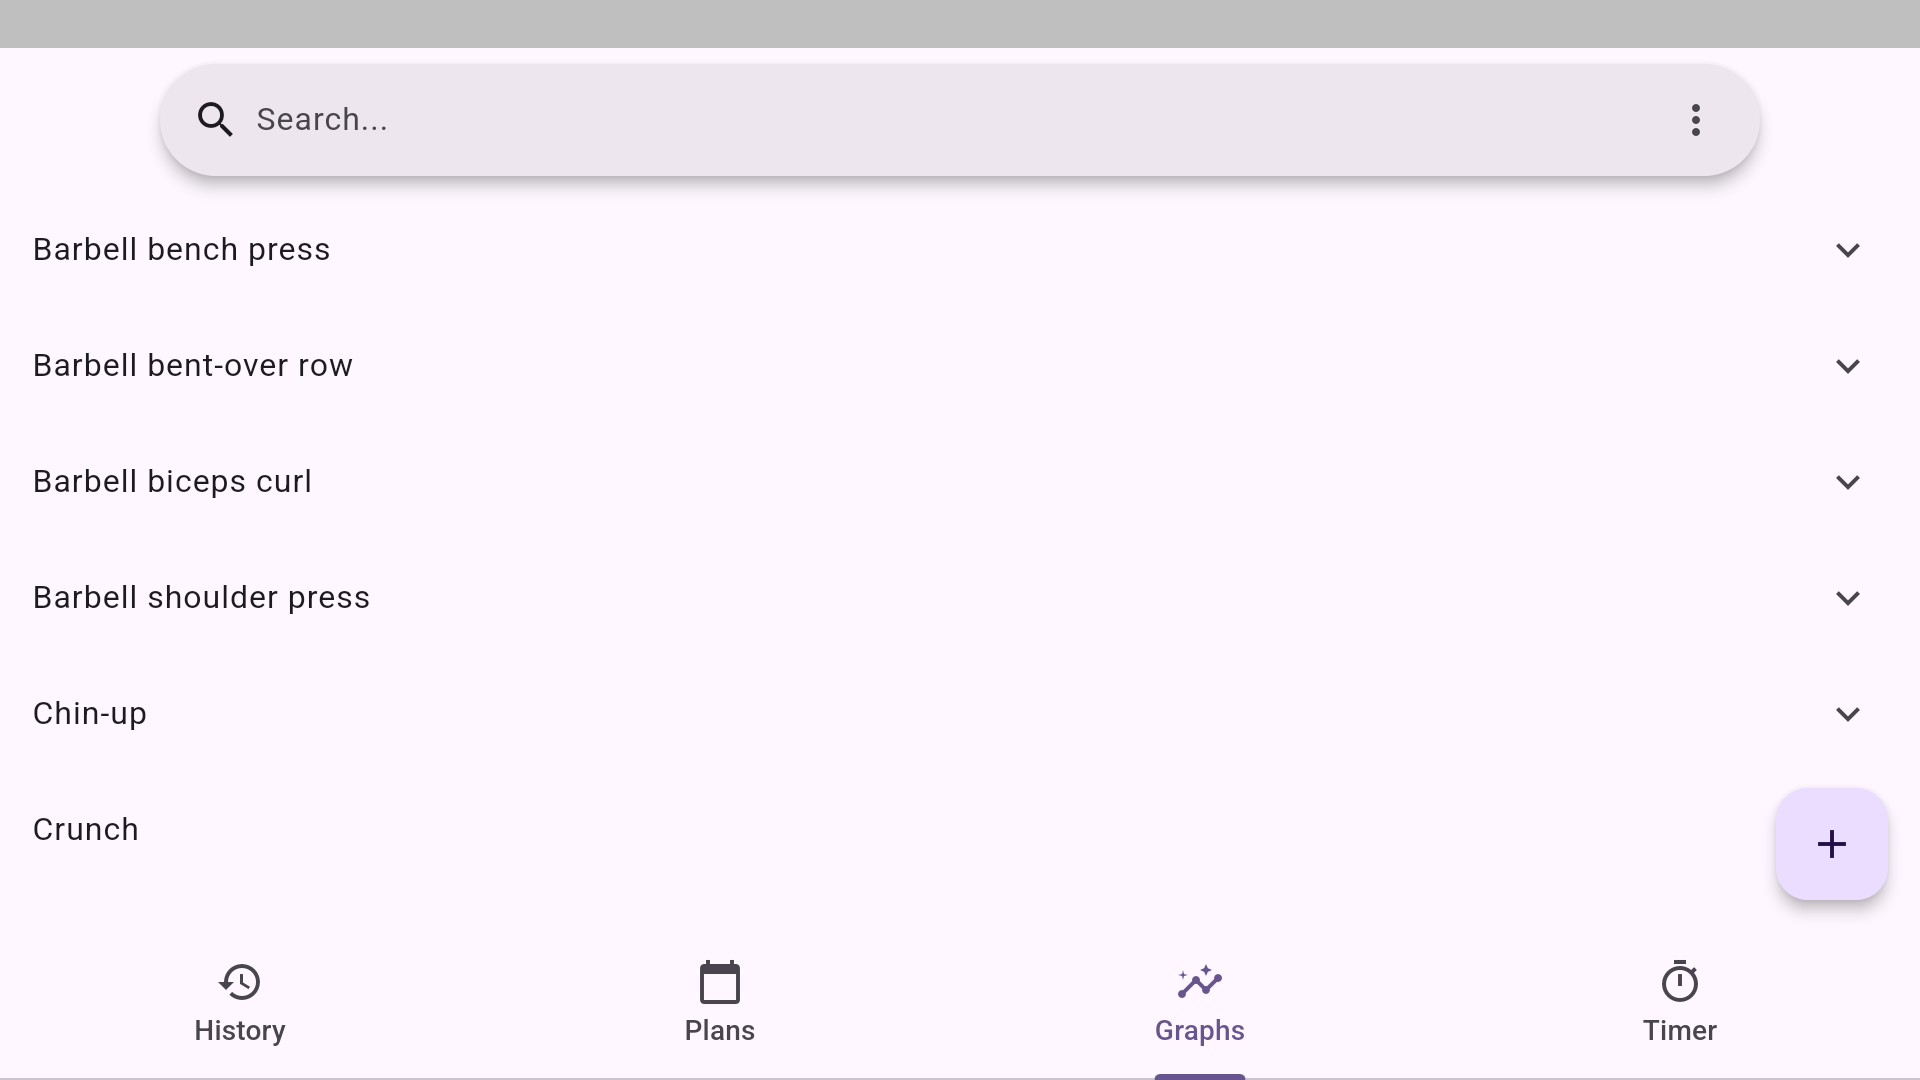 Search...
Barbell bench press
Barbell bent-over row
Barbell biceps curl
Barbell shoulder press
Chin-up
Crunch
History
Plans
Graphs
Timer